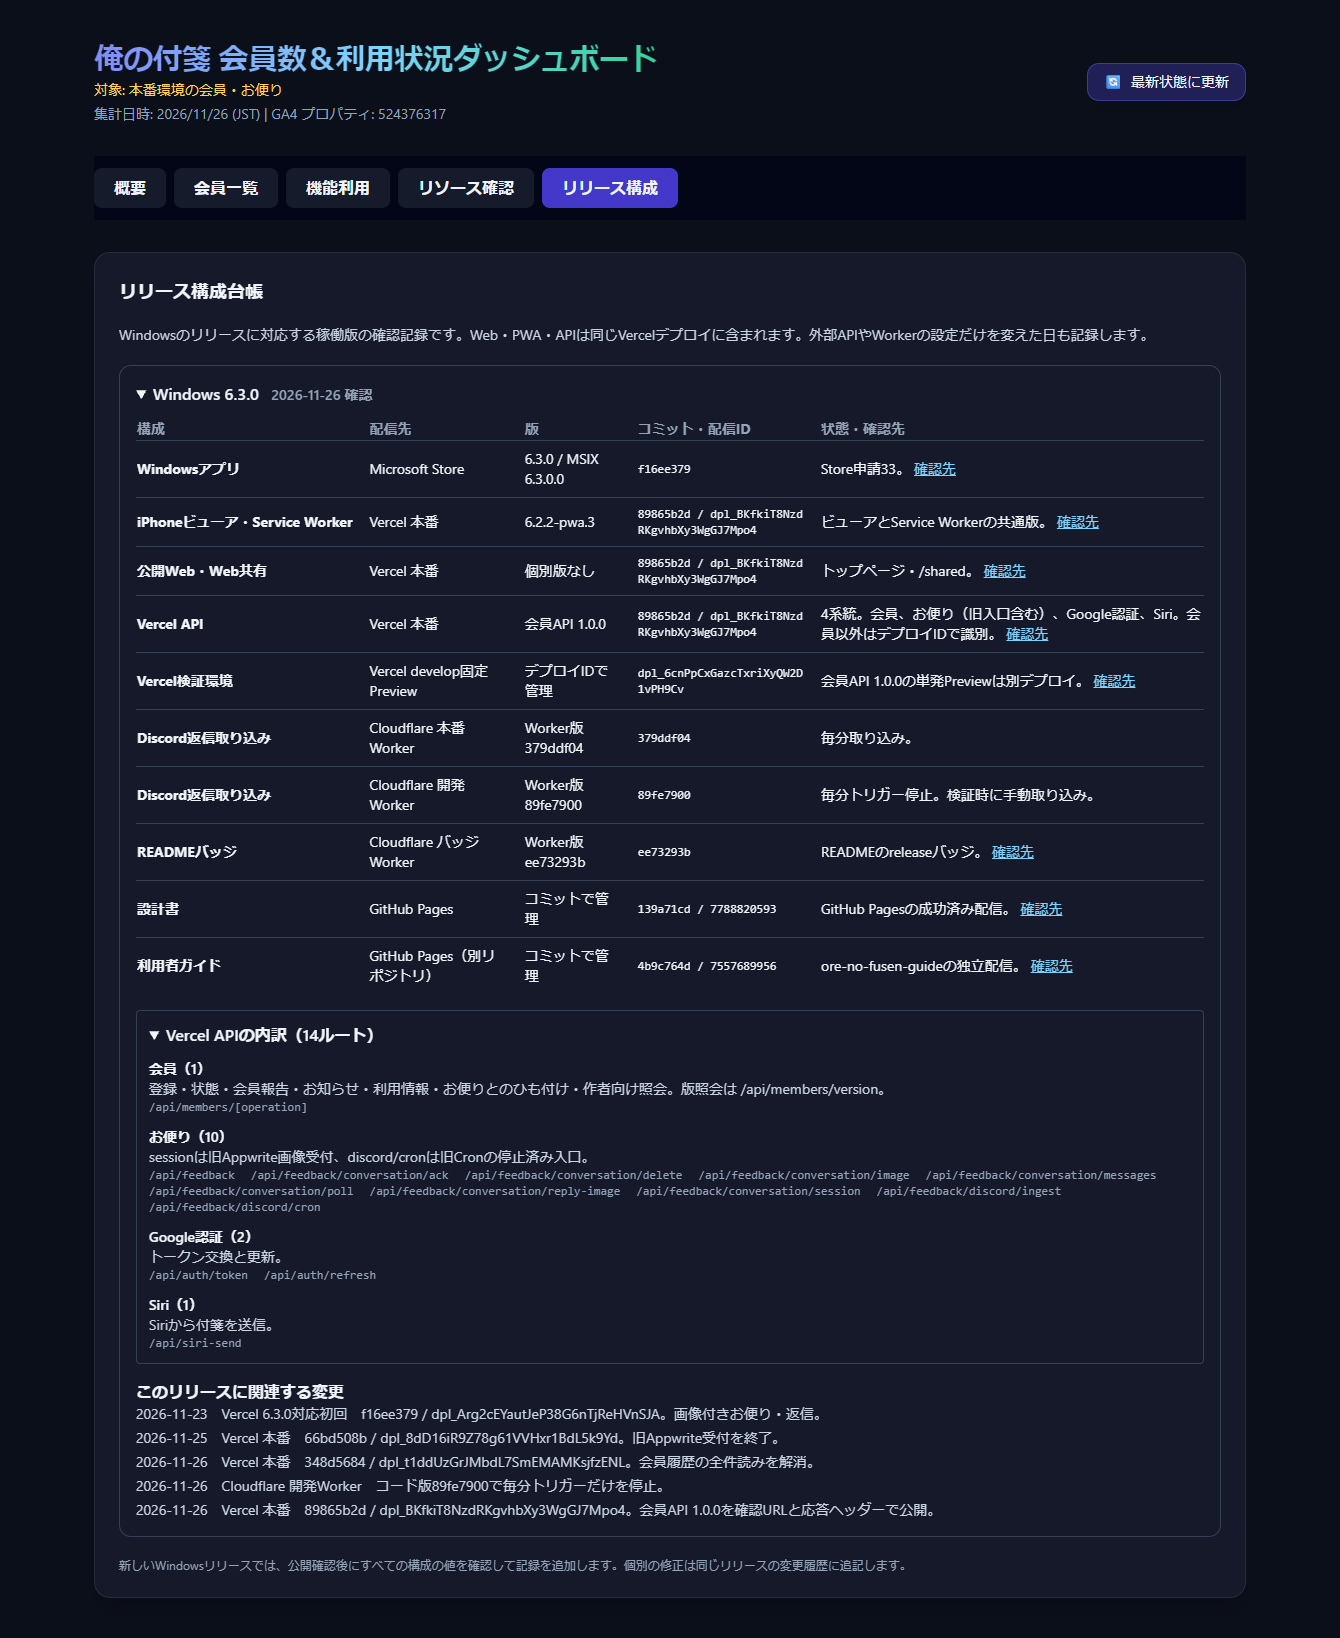 俺の付箋 会員数＆利用状況ダッシュボード
対象: 本番環境の会員・お便り
集計日時: 2026/11/26 (JST) | GA4 プロパティ: 524376317
最新状態に更新
概要 会員一覧 機能利用 リソース確認 リリース構成
リリース構成台帳
Windowsのリリースに対応する稼働版の確認記録です。Web・PWA・APIは同じVercelデプロイに含まれます。外部APIやWorkerの設定だけを変えた日も記録します。
▼ Windows 6.3.0 2026-11-26 確認
構成 配信先 版 コミット・配信ID 状態・確認先
Windowsアプリ Microsoft Store 6.3.0 / MSIX
6.3.0.0 f16ee379 Store申請33。 確認先
iPhoneビューア・Service Worker Vercel 本番 6.2.2-pwa.3 89865b2d / dpl_BKfkiT8Nzd
RKgvhbXy3WgGJ7Mpo4 ビューアとService Workerの共通版。 確認先
公開Web・Web共有 Vercel 本番 個別版なし 89865b2d / dpl_BKfkiT8Nzd
RKgvhbXy3WgGJ7Mpo4 トップページ・/shared。 確認先
Vercel API Vercel 本番 会員API 1.0.0 89865b2d / dpl_BKfkiT8Nzd
RKgvhbXy3WgGJ7Mpo4 4系統。会員、お便り（旧入口含む）、Google認証、Siri。会
員以外はデプロイIDで識別。 確認先
Vercel検証環境 Vercel develop固定
Preview デプロイIDで
管理 dpl_6cnPpCxGazcTxriXyQW2D
1vPH9Cv 会員API 1.0.0の単発Previewは別デプロイ。 確認先
Discord返信取り込み Cloudflare 本番
Worker Worker版
379ddf04 379ddf04 毎分取り込み。
Discord返信取り込み Cloudflare 開発
Worker Worker版
89fe7900 89fe7900 毎分トリガー停止。検証時に手動取り込み。
READMEバッジ Cloudflare バッジ
Worker Worker版
ee73293b ee73293b READMEのreleaseバッジ。 確認先
設計書 GitHub Pages コミットで管
理 139a71cd / 7788820593 GitHub Pagesの成功済み配信。 確認先
利用者ガイド GitHub Pages（別リ
ポジトリ） コミットで管
理 4b9c764d / 7557689956 ore-no-fusen-guideの独立配信。 確認先
▼ Vercel APIの内訳（14ルート）
会員（1）
登録・状態・会員報告・お知らせ・利用情報・お便りとのひも付け・作者向け照会。版照会は /api/members/version。
/api/members/[operation]
お便り（10）
sessionは旧Appwrite画像受付、discord/cronは旧Cronの停止済み入口。
/api/feedback /api/feedback/conversation/ack /api/feedback/conversation/delete /api/feedback/conversation/image /api/feedback/conversation/messages
/api/feedback/conversation/poll /api/feedback/conversation/reply-image /api/feedback/conversation/session /api/feedback/discord/ingest
/api/feedback/discord/cron
Google認証（2）
トークン交換と更新。
/api/auth/token /api/auth/refresh
Siri（1）
Siriから付箋を送信。
/api/siri-send
このリリースに関連する変更
2026-11-23 Vercel 6.3.0対応初回 f16ee379 / dpl_Arg2cEYautJeP38G6nTjReHVnSJA。画像付きお便り・返信。
2026-11-25 Vercel 本番 66bd508b / dpl_8dD16iR9Z78g61VVHxr1BdL5k9Yd。旧Appwrite受付を終了。
2026-11-26 Vercel 本番 348d5684 / dpl_t1ddUzGrJMbdL7SmEMAMKsjfzENL。会員履歴の全件読みを解消。
2026-11-26 Cloudflare 開発Worker コード版89fe7900で毎分トリガーだけを停止。
2026-11-26 Vercel 本番 89865b2d / dpl_BKfkiT8NzdRKgvhbXy3WgGJ7Mpo4。会員API 1.0.0を確認URLと応答ヘッダーで公開。
新しいWindowsリリースでは、公開確認後にすべての構成の値を確認して記録を追加します。個別の修正は同じリリースの変更履歴に追記します。